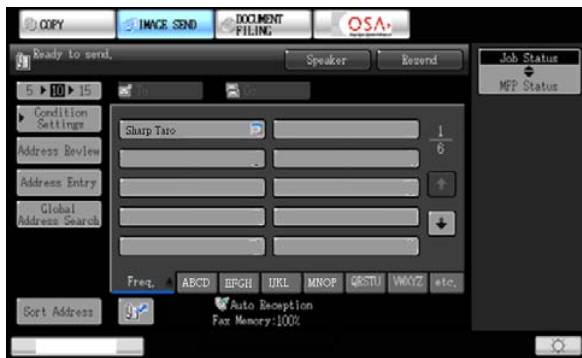 COPY
IMAGE SEND
DOCUMENT
FILING
OSA
Ready to send.
Speaker
Resend
Job Status
MFP Status
5 10 15
To
Cc
Condition
Settings
Sharp Taro
1
6
Address Review
Address Entry
Global
Address Search
Freq.
ABCD
EFGH
IJKL
MNOP
QRSTU
VWXYZ
etc.
Sort Address
Auto Reception
Fax Memory:100%